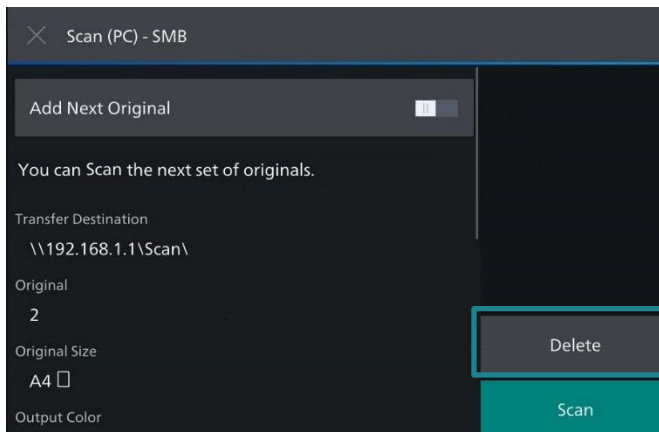 Scan (PC) - SMB
Add Next Original
You can Scan the next set of originals.
Transfer Destination
\\192.168.1.1\Scan\
Original
2
Original Size
A4
Output Color
Delete
Scan